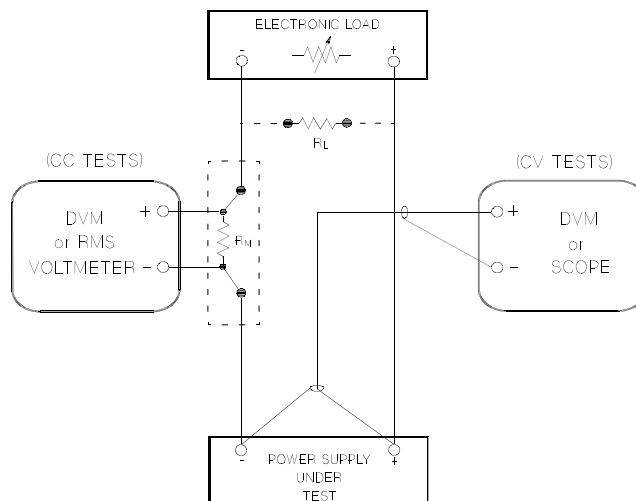 ELECTRONIC LOAD
- +
RL
(CC TESTS)
(CV TESTS)
+
DVM
or RMS
VOLTMETER
-
RM
+
DVM
or
SCOPE
-
- +
POWER SUPPLY
UNDER
TEST